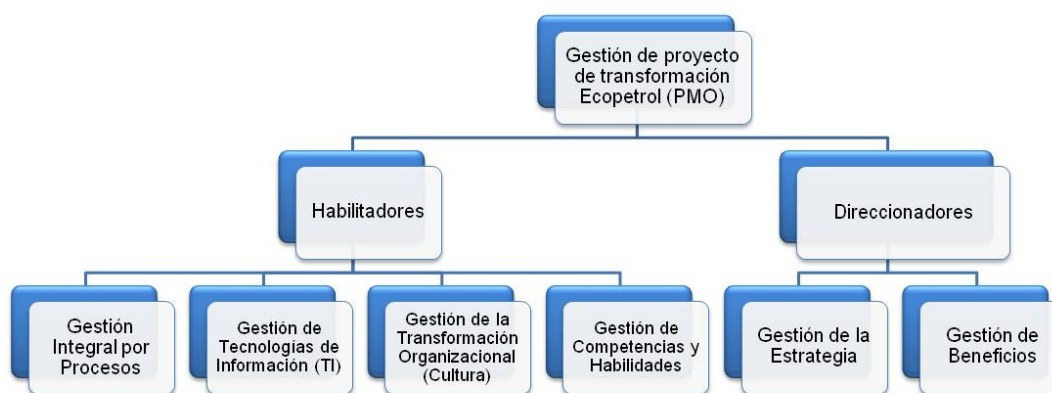 Gestión de proyecto
de transformación
Ecopetrol (PMO)
Habilitadores
Direccionadores
Gestión
Integral por
Procesos
Gestión de
Tecnologías de
Información (TI)
Gestión de la
Transformación
Organizacional
(Cultura)
Gestión de
Competencias y
Habilidades
Gestión de la
Estrategia
Gestión de
Beneficios